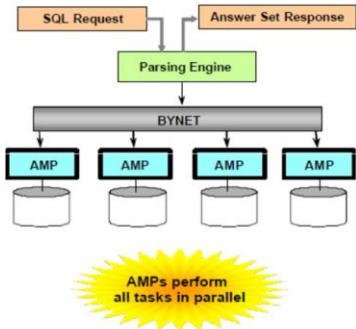 SQL Request
Answer Set Response
Parsing Engine
BYNET
AMP
AMP
AMP
AMP
AMPs perform
all tasks in parallel